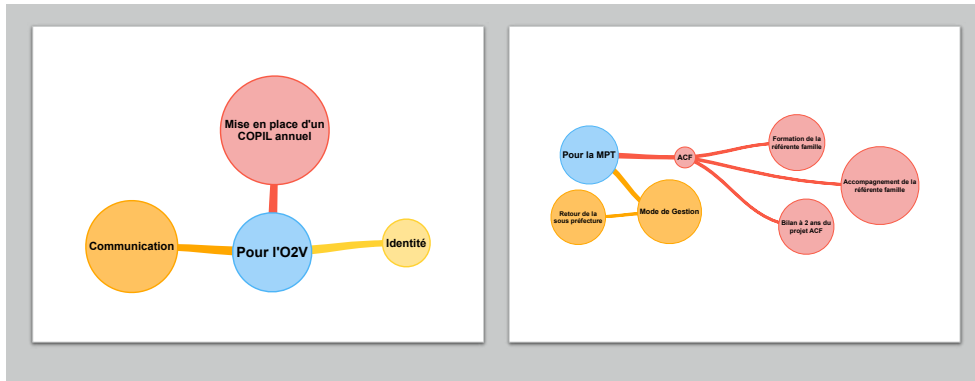 Mise en place d'un
COPIL annuel
Communication
Pour l'O2V
Identité
Pour la MPT
ACF
Formation de la
référente famille
Accompagnement de la
référente famille
Bilan à 2 ans du
projet ACF
Mode de Gestion
Retour de la
sous préfecture